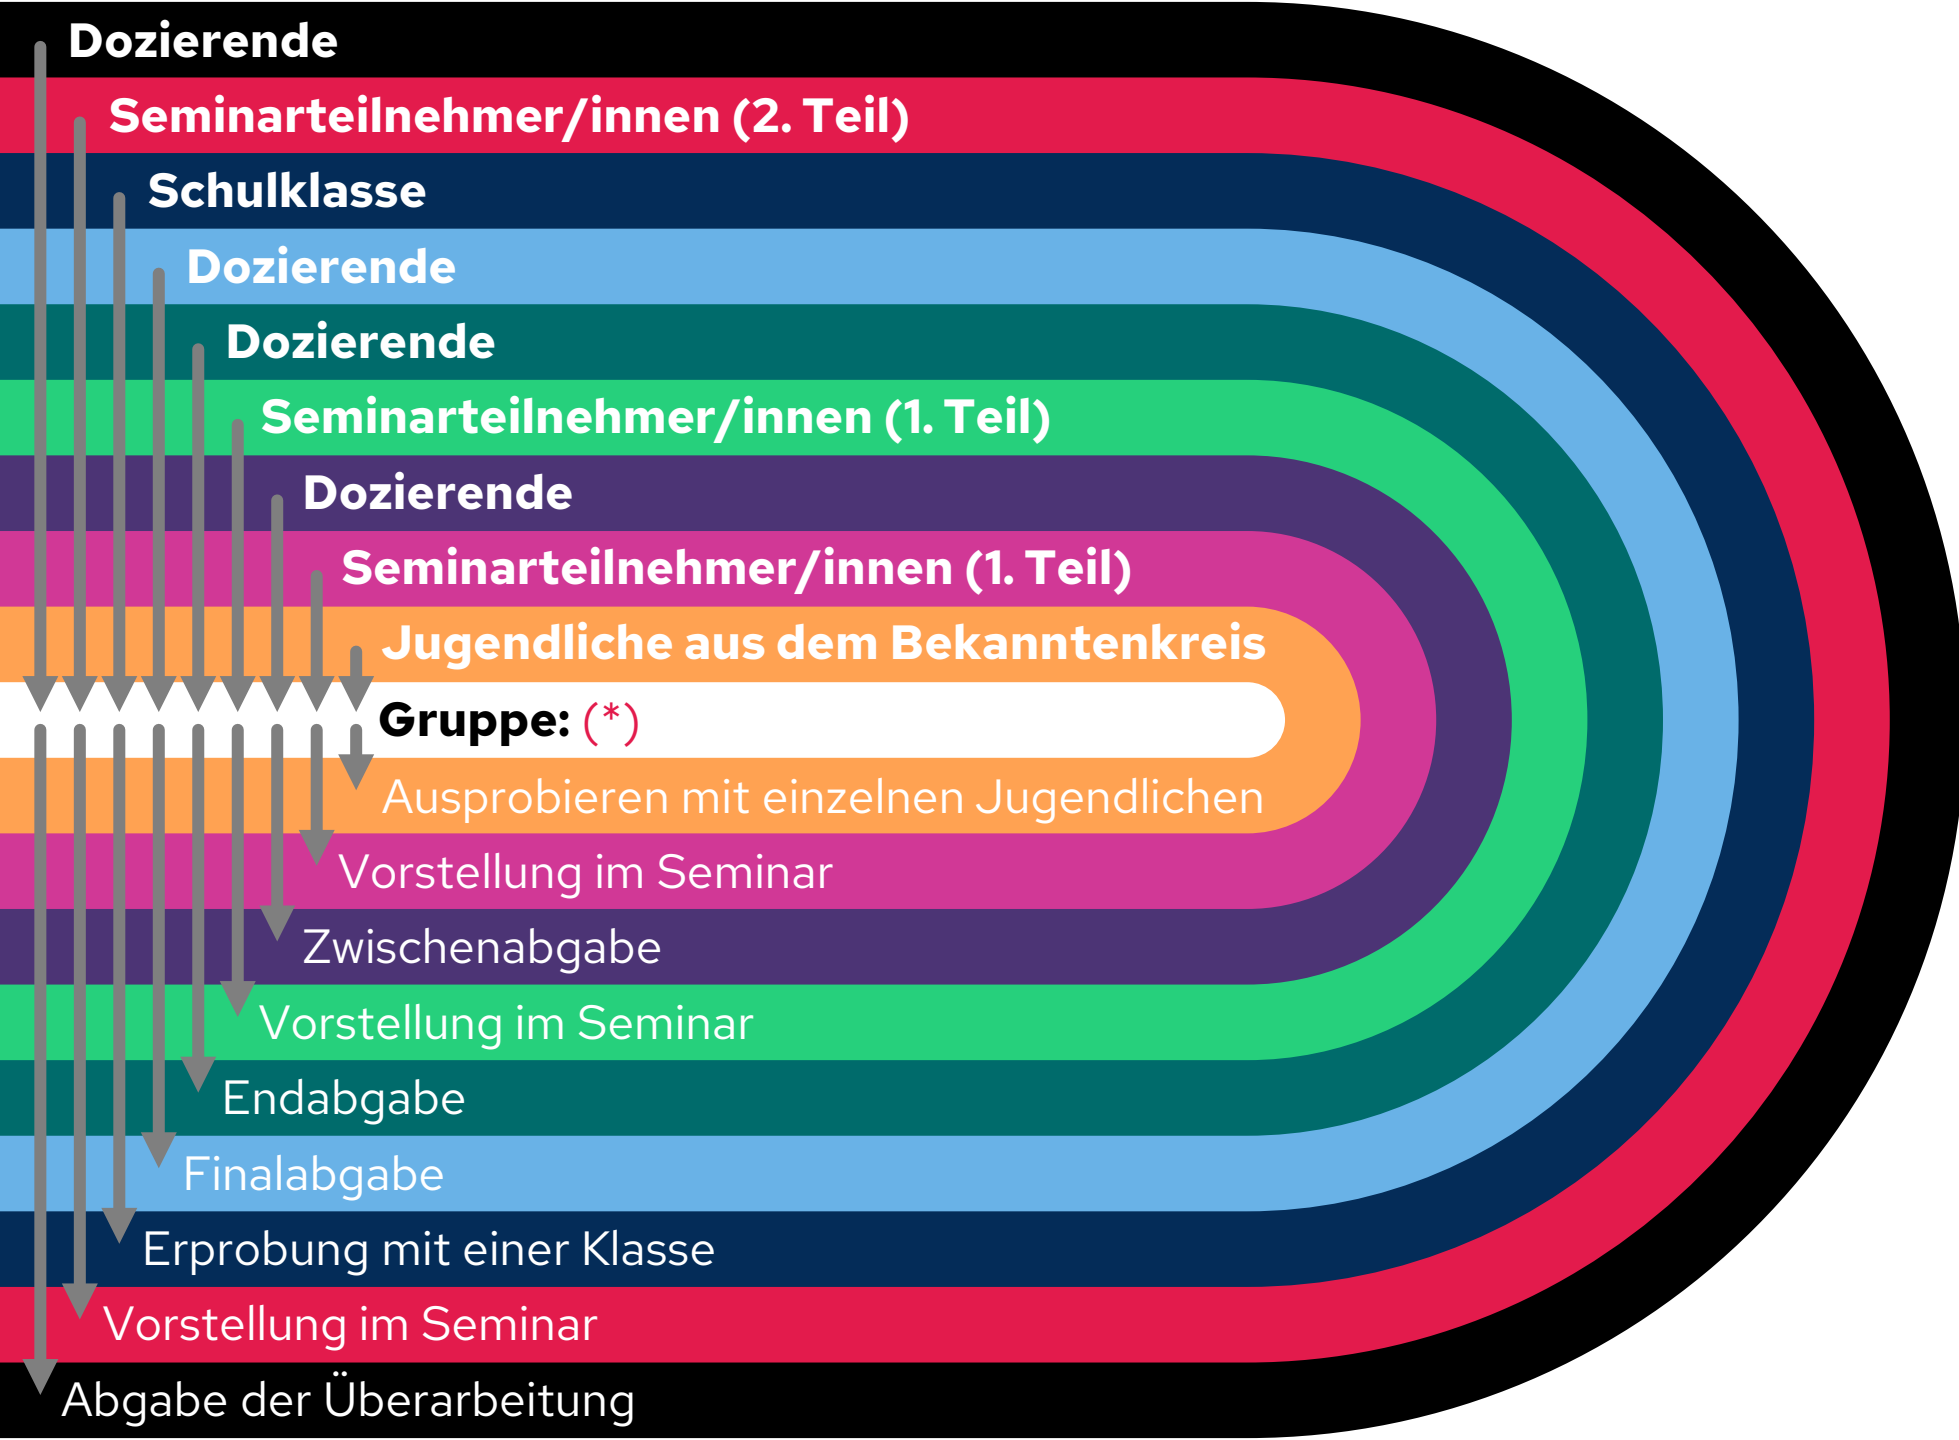 Dozierende
Seminarteilnehmer/innen (2. Teil)
Schulklasse
Dozierende
Dozierende
Seminarteilnehmer/innen (1. Teil)
Dozierende
Seminarteilnehmer/innen (1. Teil)
Jugendliche aus dem Bekanntenkreis
Gruppe: (*)
Ausprobieren mit einzelnen Jugendlichen
Vorstellung im Seminar
Zwischenabgabe
Vorstellung im Seminar
Endabgabe
Finalabgabe
Erprobung mit einer Klasse
Vorstellung im Seminar
Abgabe der Überarbeitung